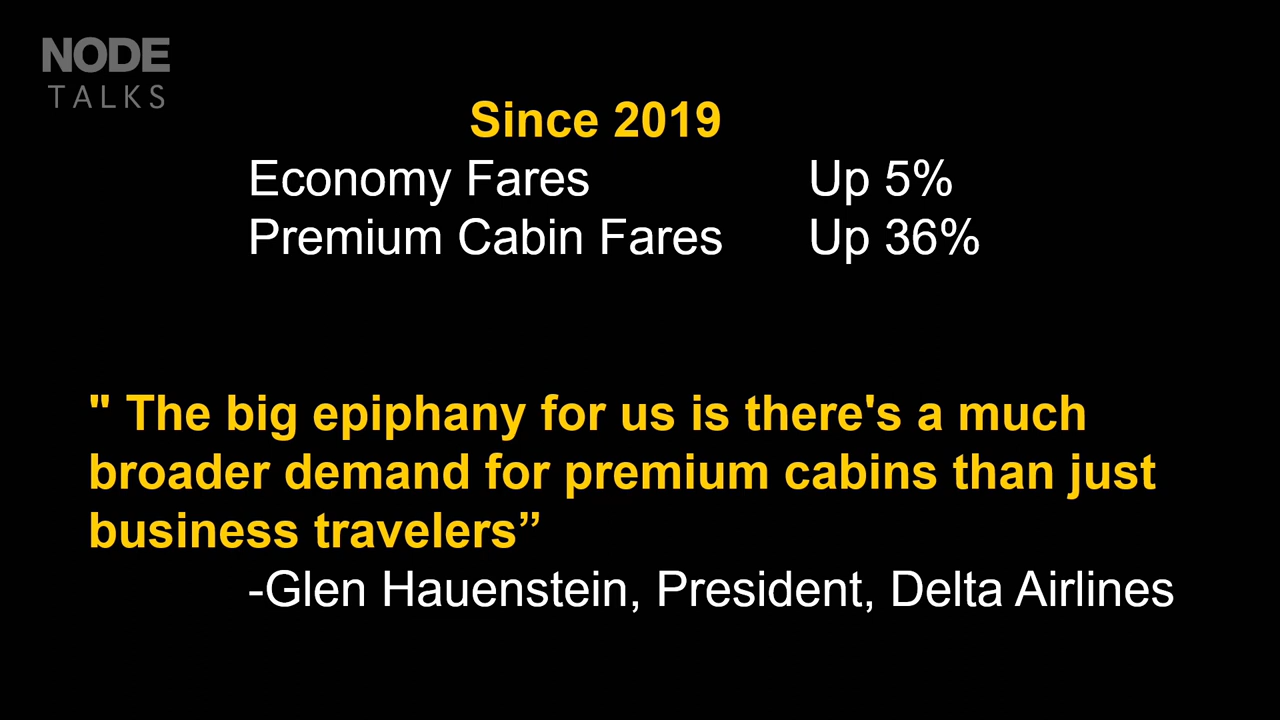 NODE
TALKS
Since 2019
Economy Fares Up 5%
Premium Cabin Fares Up 36%
" The big epiphany for us is there's a much
broader demand for premium cabins than just
business travelers”
-Glen Hauenstein, President, Delta Airlines